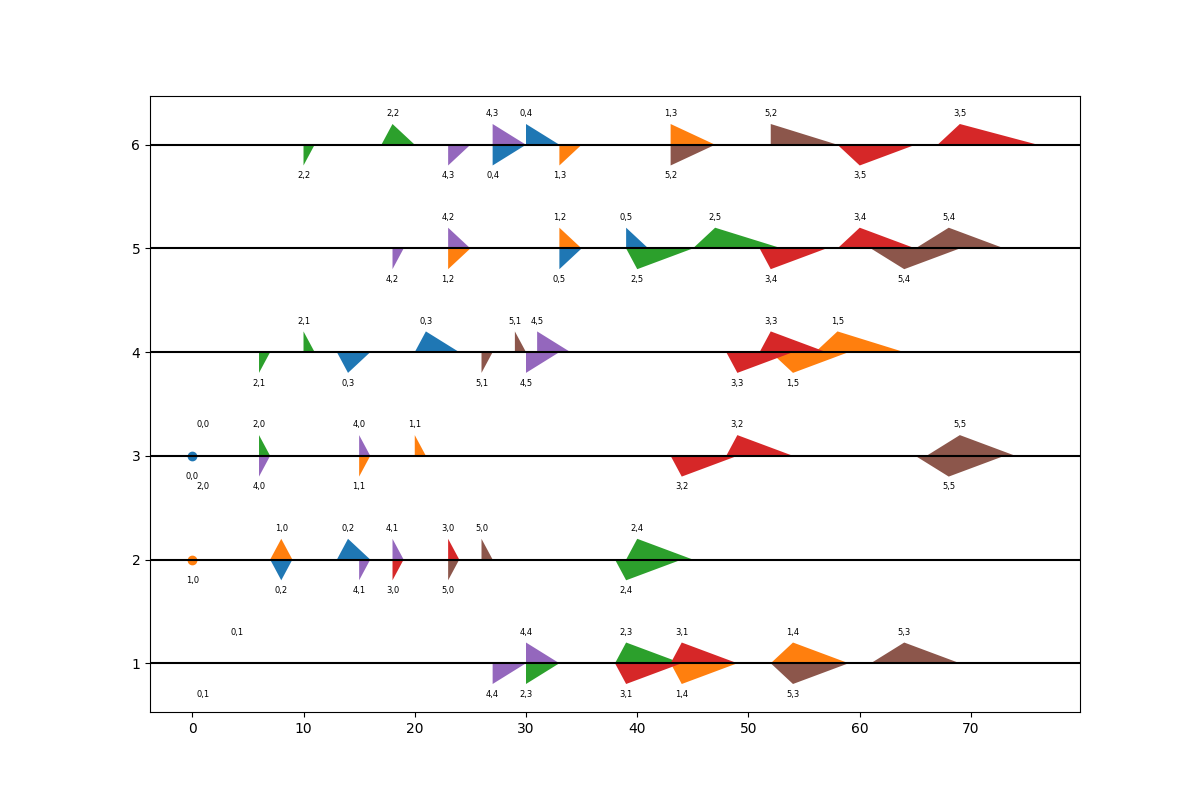 2,2 4,3 0,4 1,3 5,2 3,5
6
2,2 4,3 0,4 1,3 5,2 3,5
4,2 1,2 0,5 2,5 3,4 5,4
5
4,2 1,2 0,5 2,5 3,4 5,4
2,1 0,3 5,1 4,5 3,3 1,5
4
2,1 0,3 5,1 4,5 3,3 1,5
0,0 2,0 4,0 1,1 3,2 5,5
3
0,0
2,0 4,0 1,1 3,2 5,5
1,0 0,2 4,1 3,0 5,0 2,4
2
1,0
0,2 4,1 3,0 5,0 2,4
0,1 4,4 2,3 3,1 1,4 5,3
1
0,1 4,4 2,3 3,1 1,4 5,3
0 10 20 30 40 50 60 70